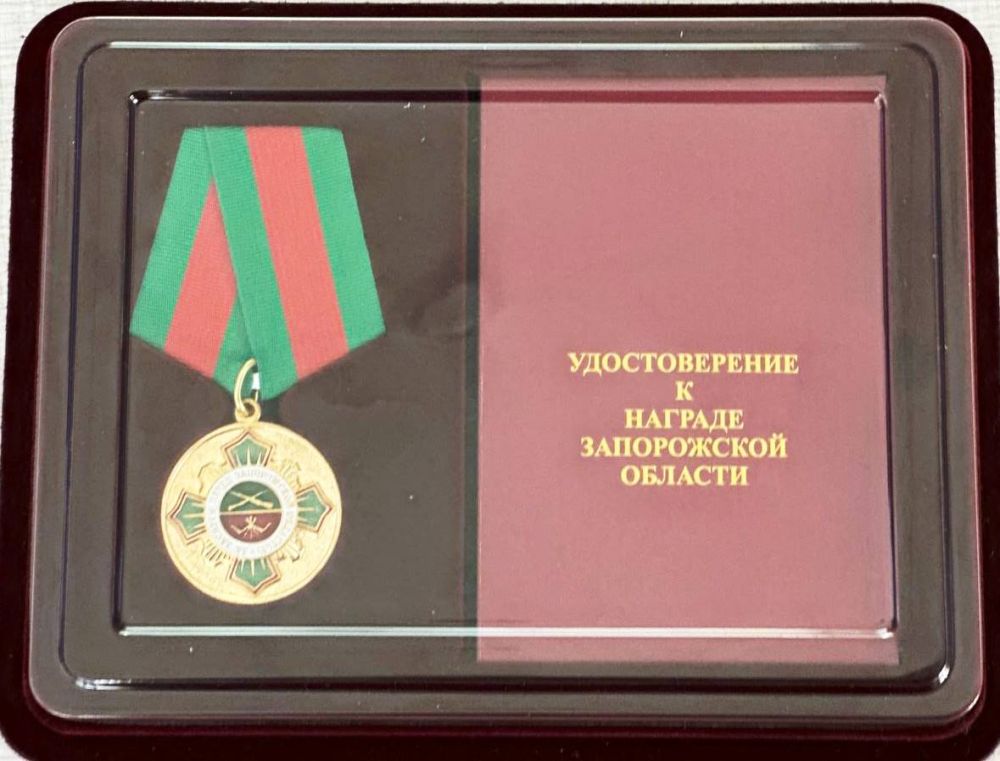 УДОСТОВЕРЕНИЕ
К
НАГРАДЕ
ЗАПОРОЖСКОЙ
ОБЛАСТИ